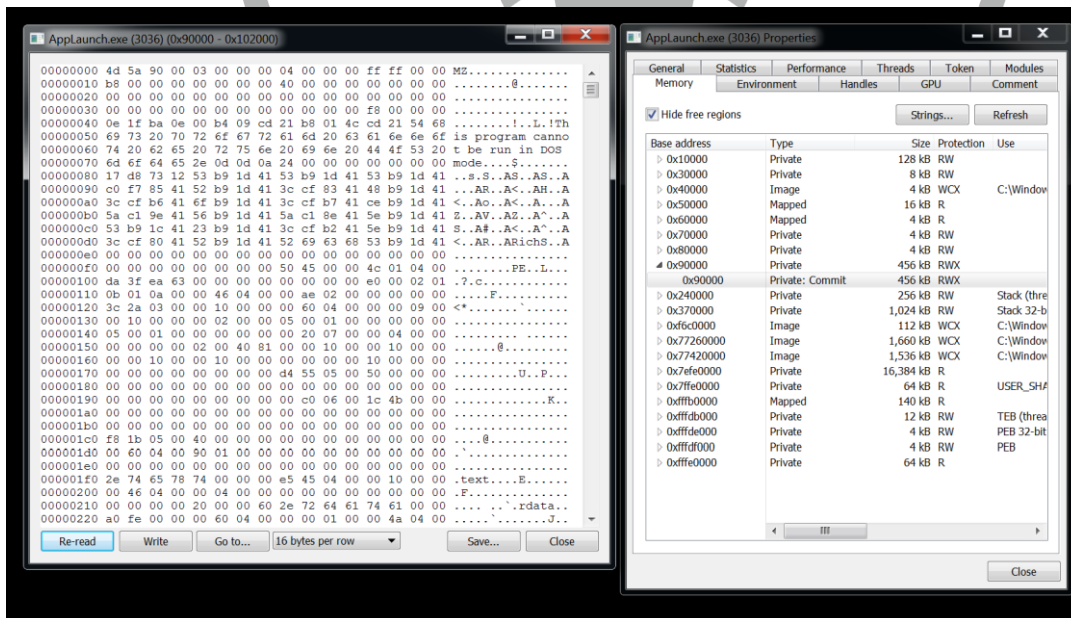 AppLaunch.exe (3036) (0x90000 - 0x102000)
00000000 4d 5a 90 00 03 00 00 00 04 00 00 00 ff ff 00 00 MZ..............
00000010 b8 00 00 00 00 00 00 00 40 00 00 00 00 00 00 00 ........@.......
00000020 00 00 00 00 00 00 00 00 00 00 00 00 00 00 00 00 ................
00000030 00 00 00 00 00 00 00 00 00 00 00 00 f8 00 00 00 ................
00000040 0e 1f ba 0e 00 b4 09 cd 21 b8 01 4c cd 21 54 68 ........!..L.!Th
00000050 69 73 20 70 72 6f 67 72 61 6d 20 63 61 6e 6e 6f is program canno
00000060 74 20 62 65 20 72 75 6e 20 69 6e 20 44 4f 53 20 t be run in DOS
00000070 6d 6f 64 65 2e 0d 0d 0a 24 00 00 00 00 00 00 00 mode....$.......
00000080 17 d8 73 12 53 b9 1d 41 53 b9 1d 41 53 b9 1d 41 ..s.S..AS..AS..A
00000090 c0 f7 85 41 52 b9 1d 41 3c cf 83 41 48 b9 1d 41 ...AR..A<..AH..A
000000a0 3c cf b6 41 6f b9 1d 41 3c cf b7 41 ce b9 1d 41 <..Ao..A<..A...A
000000b0 5a c1 9e 41 56 b9 1d 41 5a c1 8e 41 5e b9 1d 41 Z..AV..AZ..A^..A
000000c0 53 b9 1c 41 23 b9 1d 41 3c cf b2 41 5e b9 1d 41 S..A#..A<..A^..A
000000d0 3c cf 80 41 52 b9 1d 41 52 69 63 68 53 b9 1d 41 <..AR..ARichS..A
000000e0 00 00 00 00 00 00 00 00 00 00 00 00 00 00 00 00 ................
000000f0 00 00 00 00 00 00 00 00 50 45 00 00 4c 01 04 00 ........PE..L...
00000100 da 3f ea 63 00 00 00 00 00 00 00 00 e0 00 02 01 .?.c............
00000110 0b 01 0a 00 00 46 04 00 00 ae 02 00 00 00 00 00 .....F..........
00000120 3c 2a 03 00 00 10 00 00 00 60 04 00 00 00 09 00 <*.......`......
00000130 00 10 00 00 00 02 00 00 05 00 01 00 00 00 00 00 ................
00000140 05 00 01 00 00 00 00 00 00 20 07 00 00 04 00 00 ......... ......
00000150 00 00 00 00 02 00 40 81 00 00 10 00 00 10 00 00 ......@.........
00000160 00 00 10 00 00 10 00 00 00 00 00 00 10 00 00 00 ................
00000170 00 00 00 00 00 00 00 00 d4 55 05 00 50 00 00 00 .........U..P...
00000180 00 00 00 00 00 00 00 00 00 00 00 00 00 00 00 00 ................
00000190 00 00 00 00 00 00 00 00 00 c0 06 00 1c 4b 00 00 .............K..
000001a0 00 00 00 00 00 00 00 00 00 00 00 00 00 00 00 00 ................
000001b0 00 00 00 00 00 00 00 00 00 00 00 00 00 00 00 00 ................
000001c0 f8 1b 05 00 40 00 00 00 00 00 00 00 00 00 00 00 ....@...........
000001d0 00 60 04 00 90 01 00 00 00 00 00 00 00 00 00 00 .`..............
000001e0 00 00 00 00 00 00 00 00 00 00 00 00 00 00 00 00 ................
000001f0 2e 74 65 78 74 00 00 00 e5 45 04 00 00 10 00 00 .text....E......
00000200 00 46 04 00 00 04 00 00 00 00 00 00 00 00 00 00 .F..............
00000210 00 00 00 00 20 00 00 60 2e 72 64 61 74 61 00 00 .... ..`.rdata..
00000220 a0 fe 00 00 00 60 04 00 00 00 01 00 00 4a 04 00 .....`.......J..
Re-read Write Go to... 16 bytes per row Save... Close
AppLaunch.exe (3036) Properties
General Statistics Performance Threads Token Modules
Memory Environment Handles GPU Comment
Hide free regions Strings... Refresh
Base address Type Size Protection Use
0x10000 Private 128 kB RW
0x30000 Private 8 kB RW
0x40000 Image 4 kB WCX C:\Window
0x50000 Mapped 16 kB R
0x60000 Mapped 4 kB R
0x70000 Private 4 kB RW
0x80000 Private 4 kB RW
0x90000 Private 456 kB RWX
0x90000 Private: Commit 456 kB RWX
0x240000 Private 256 kB RW Stack (thre
0x370000 Private 1,024 kB RW Stack 32-b
0xf6c0000 Image 112 kB WCX C:\Window
0x77260000 Image 1,660 kB WCX C:\Window
0x77420000 Image 1,536 kB WCX C:\Window
0x7efe0000 Private 16,384 kB R
0x7ffe0000 Private 64 kB R USER_SHA
0xfffb0000 Mapped 140 kB R
0xfffdb000 Private 12 kB RW TEB (threa
0xfffde000 Private 4 kB RW PEB 32-bit
0xfffdf000 Private 4 kB RW PEB
0xfffe0000 Private 64 kB R
Close